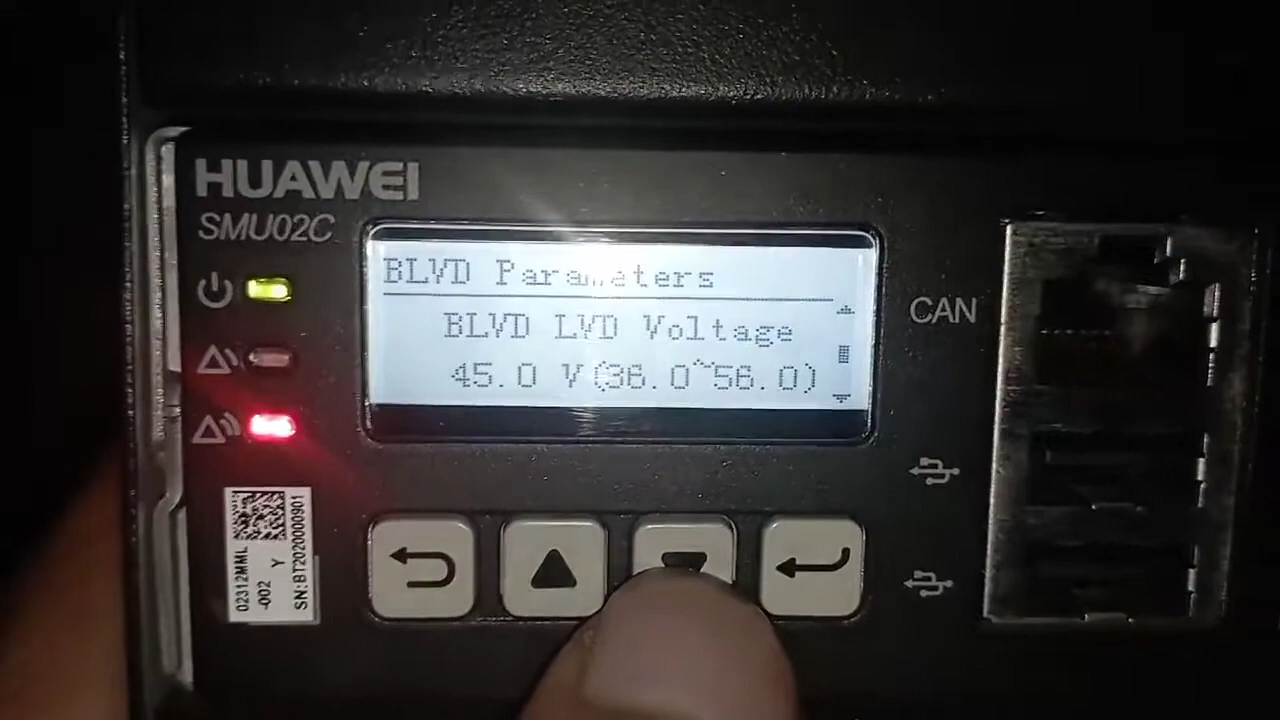 HUAWEI
SMU02C
BLVD Parameters
BLVD LVD Voltage
45.0 V(36.0~56.0)
CAN
02312MML
-002 Y
SN:BT2020000901